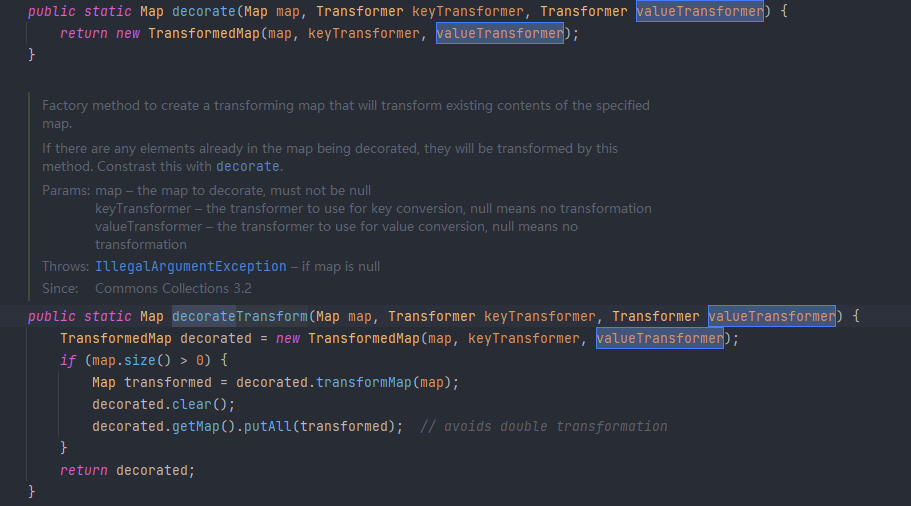 public static Map decorate(Map map, Transformer keyTransformer, Transformer valueTransformer) {
return new TransformedMap(map, keyTransformer, valueTransformer);
}
Factory method to create a transforming map that will transform existing contents of the specified
map.
If there are any elements already in the map being decorated, they will be transformed by this
method. Constrast this with decorate.
Params: map – the map to decorate, must not be null
keyTransformer – the transformer to use for key conversion, null means no transformation
valueTransformer – the transformer to use for value conversion, null means no
transformation
Throws: IllegalArgumentException – if map is null
Since: Commons Collections 3.2
public static Map decorateTransform(Map map, Transformer keyTransformer, Transformer valueTransformer) {
TransformedMap decorated = new TransformedMap(map, keyTransformer, valueTransformer);
if (map.size() > 0) {
Map transformed = decorated.transformMap(map);
decorated.clear();
decorated.getMap().putAll(transformed);  // avoids double transformation
}
return decorated;
}